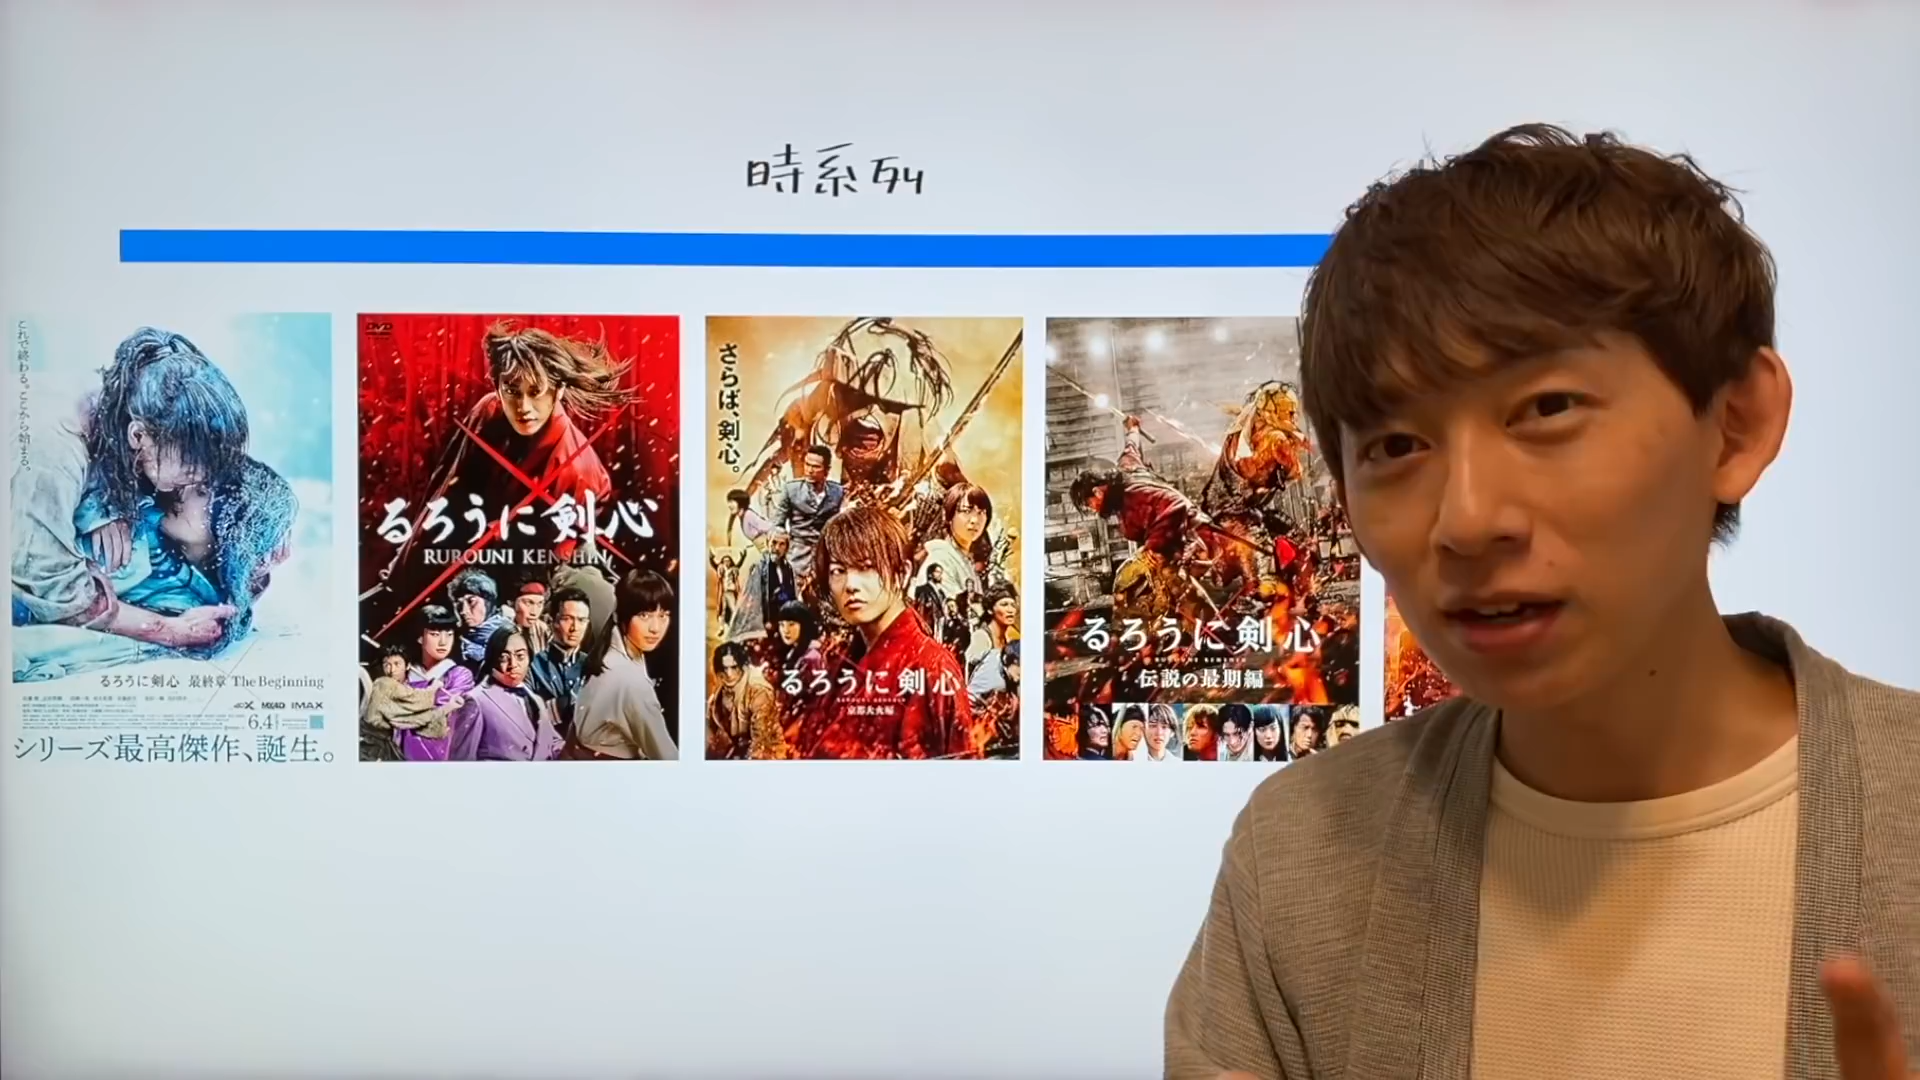 時系列
これで終わる。ここから始まる。
るろうに剣心 最終章 The Beginning
IMAX
6.4
シリーズ最高傑作、誕生。
DVD
るろうに剣心
RUROUNI KENSHIN
さらば、剣心。
るろうに剣心
京都大火編
るろうに剣心
RUROUNI KENSHIN
伝説の最期編